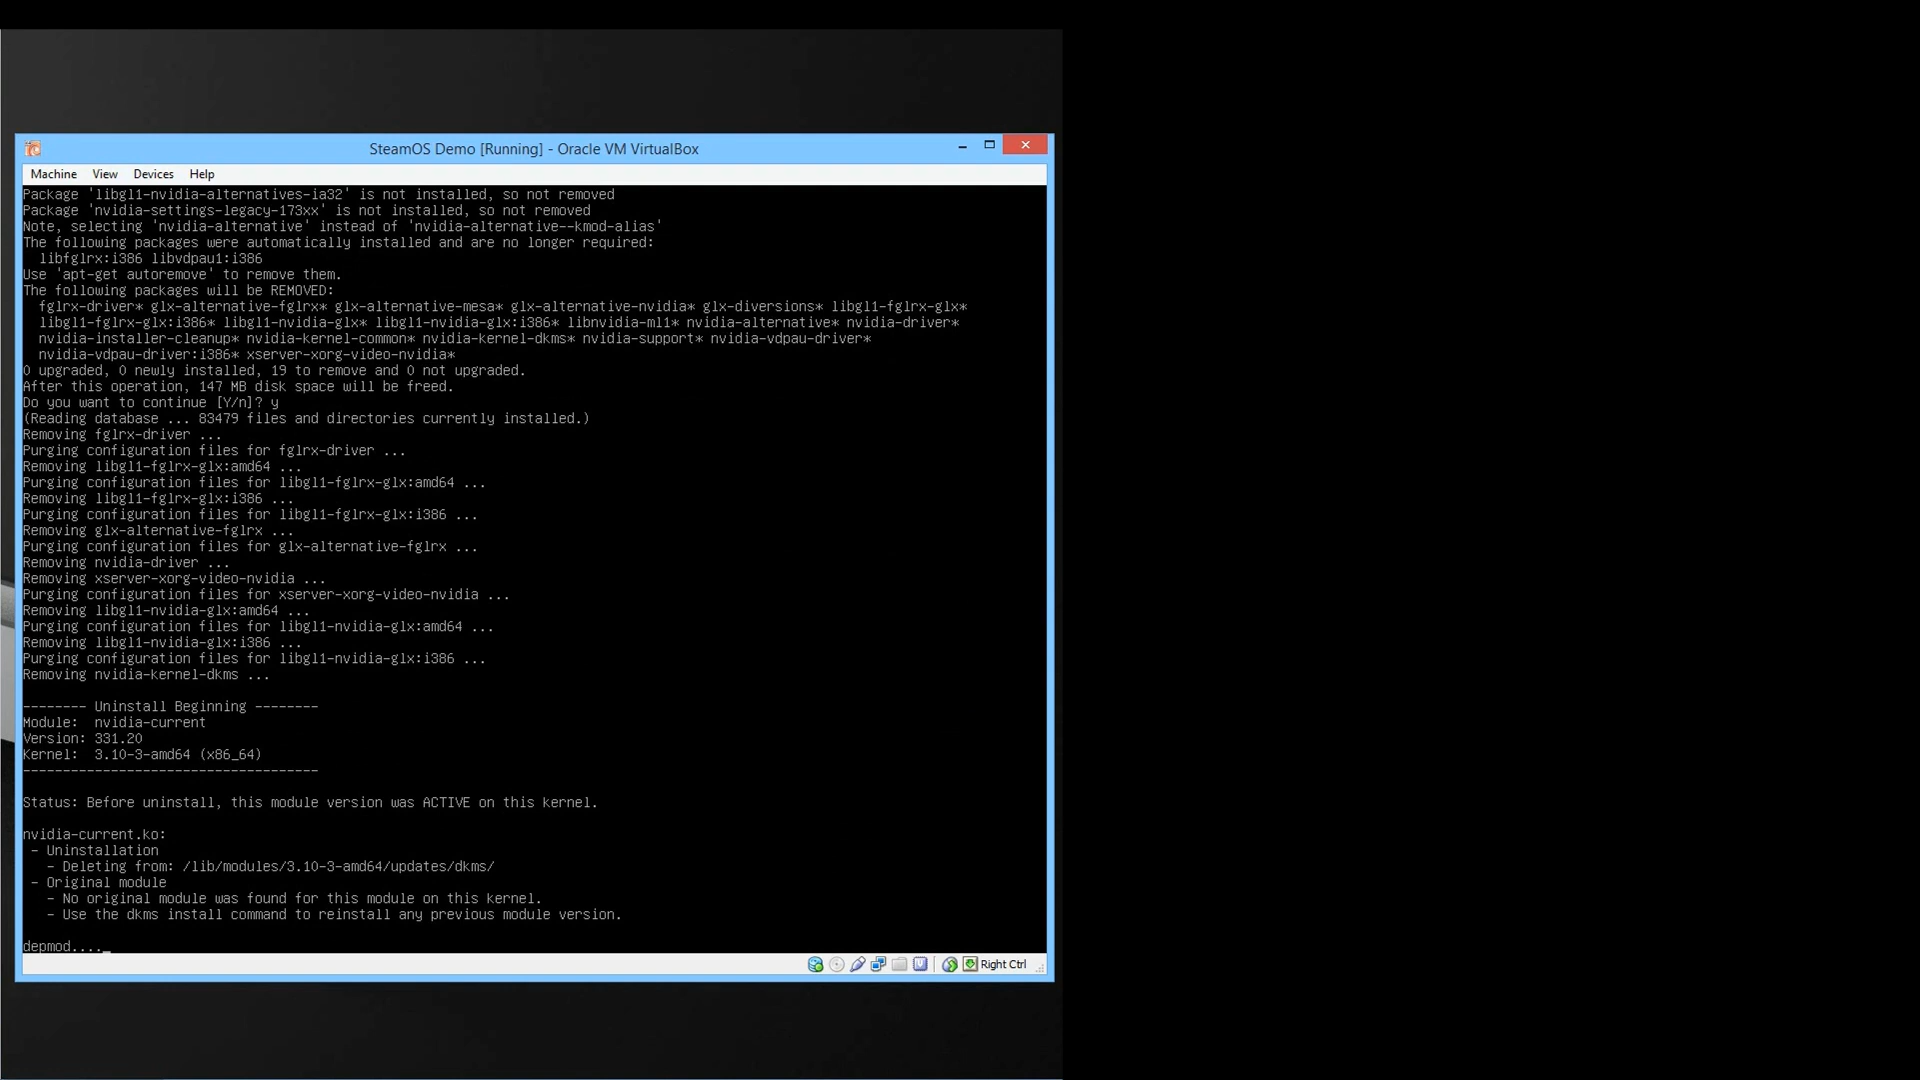 SteamOS Demo [Running] - Oracle VM VirtualBox
Machine View Devices Help
Package 'libgl1-nvidia-alternatives-ia32' is not installed, so not removed
Package 'nvidia-settings-legacy-173xx' is not installed, so not removed
Note, selecting 'nvidia-alternative' instead of 'nvidia-alternative--kmod-alias'
The following packages were automatically installed and are no longer required:
  libfglrx:i386 libvdpau1:i386
Use 'apt-get autoremove' to remove them.
The following packages will be REMOVED:
  fglrx-driver* glx-alternative-fglrx* glx-alternative-mesa* glx-alternative-nvidia* glx-diversions* libgl1-fglrx-glx*
  libgl1-fglrx-glx:i386* libgl1-nvidia-glx* libgl1-nvidia-glx:i386* libnvidia-ml1* nvidia-alternative* nvidia-driver*
  nvidia-installer-cleanup* nvidia-kernel-common* nvidia-kernel-dkms* nvidia-support* nvidia-vdpau-driver*
  nvidia-vdpau-driver:i386* xserver-xorg-video-nvidia*
0 upgraded, 0 newly installed, 19 to remove and 0 not upgraded.
After this operation, 147 MB disk space will be freed.
Do you want to continue [Y/n]? y
(Reading database ... 83479 files and directories currently installed.)
Removing fglrx-driver ...
Purging configuration files for fglrx-driver ...
Removing libgl1-fglrx-glx:amd64 ...
Purging configuration files for libgl1-fglrx-glx:amd64 ...
Removing libgl1-fglrx-glx:i386 ...
Purging configuration files for libgl1-fglrx-glx:i386 ...
Removing glx-alternative-fglrx ...
Purging configuration files for glx-alternative-fglrx ...
Removing nvidia-driver ...
Removing xserver-xorg-video-nvidia ...
Purging configuration files for xserver-xorg-video-nvidia ...
Removing libgl1-nvidia-glx:amd64 ...
Purging configuration files for libgl1-nvidia-glx:amd64 ...
Removing libgl1-nvidia-glx:i386 ...
Purging configuration files for libgl1-nvidia-glx:i386 ...
Removing nvidia-kernel-dkms ...
-------- Uninstall Beginning --------
Module:  nvidia-current
Version: 331.20
Kernel:  3.10-3-amd64 (x86_64)
-------------------------------------
Status: Before uninstall, this module version was ACTIVE on this kernel.
nvidia-current.ko:
 - Uninstallation
   - Deleting from: /lib/modules/3.10-3-amd64/updates/dkms/
 - Original module
   - No original module was found for this module on this kernel.
   - Use the dkms install command to reinstall any previous module version.
depmod...._
Right Ctrl